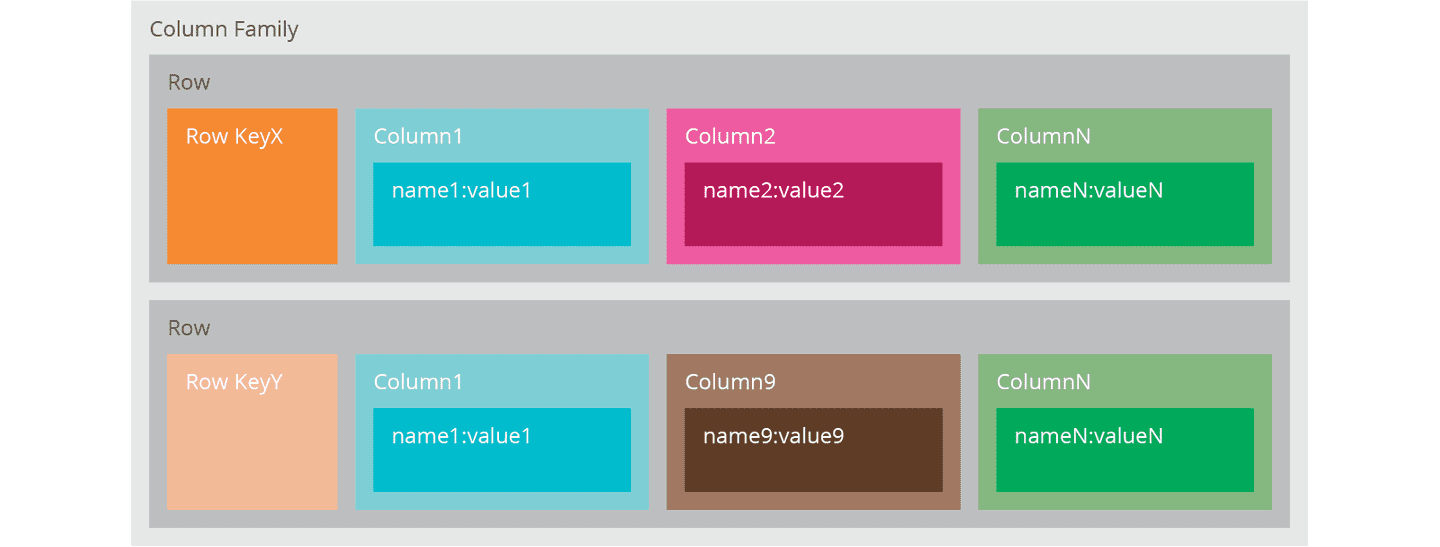 Column Family
Row
Row KeyX
Column1
name1:value1
Column2
name2:value2
ColumnN
nameN:valueN
Row
Row KeyY
Column1
name1:value1
Column9
name9:value9
ColumnN
nameN:valueN